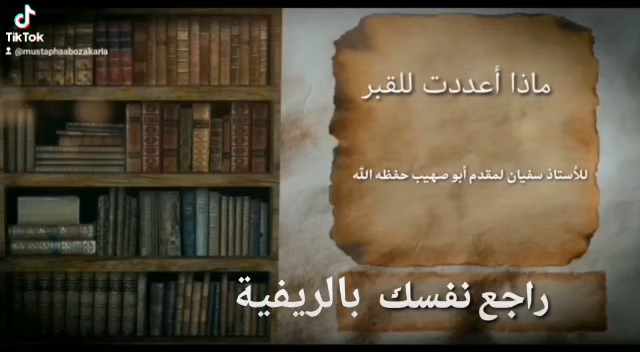 TikTok
@mustaphaabozakaria
ماذا أعددت للقبر
للأستاذ سفيان لمقدم أبو صهيب حفظه الله
راجع نفسك بالريفية